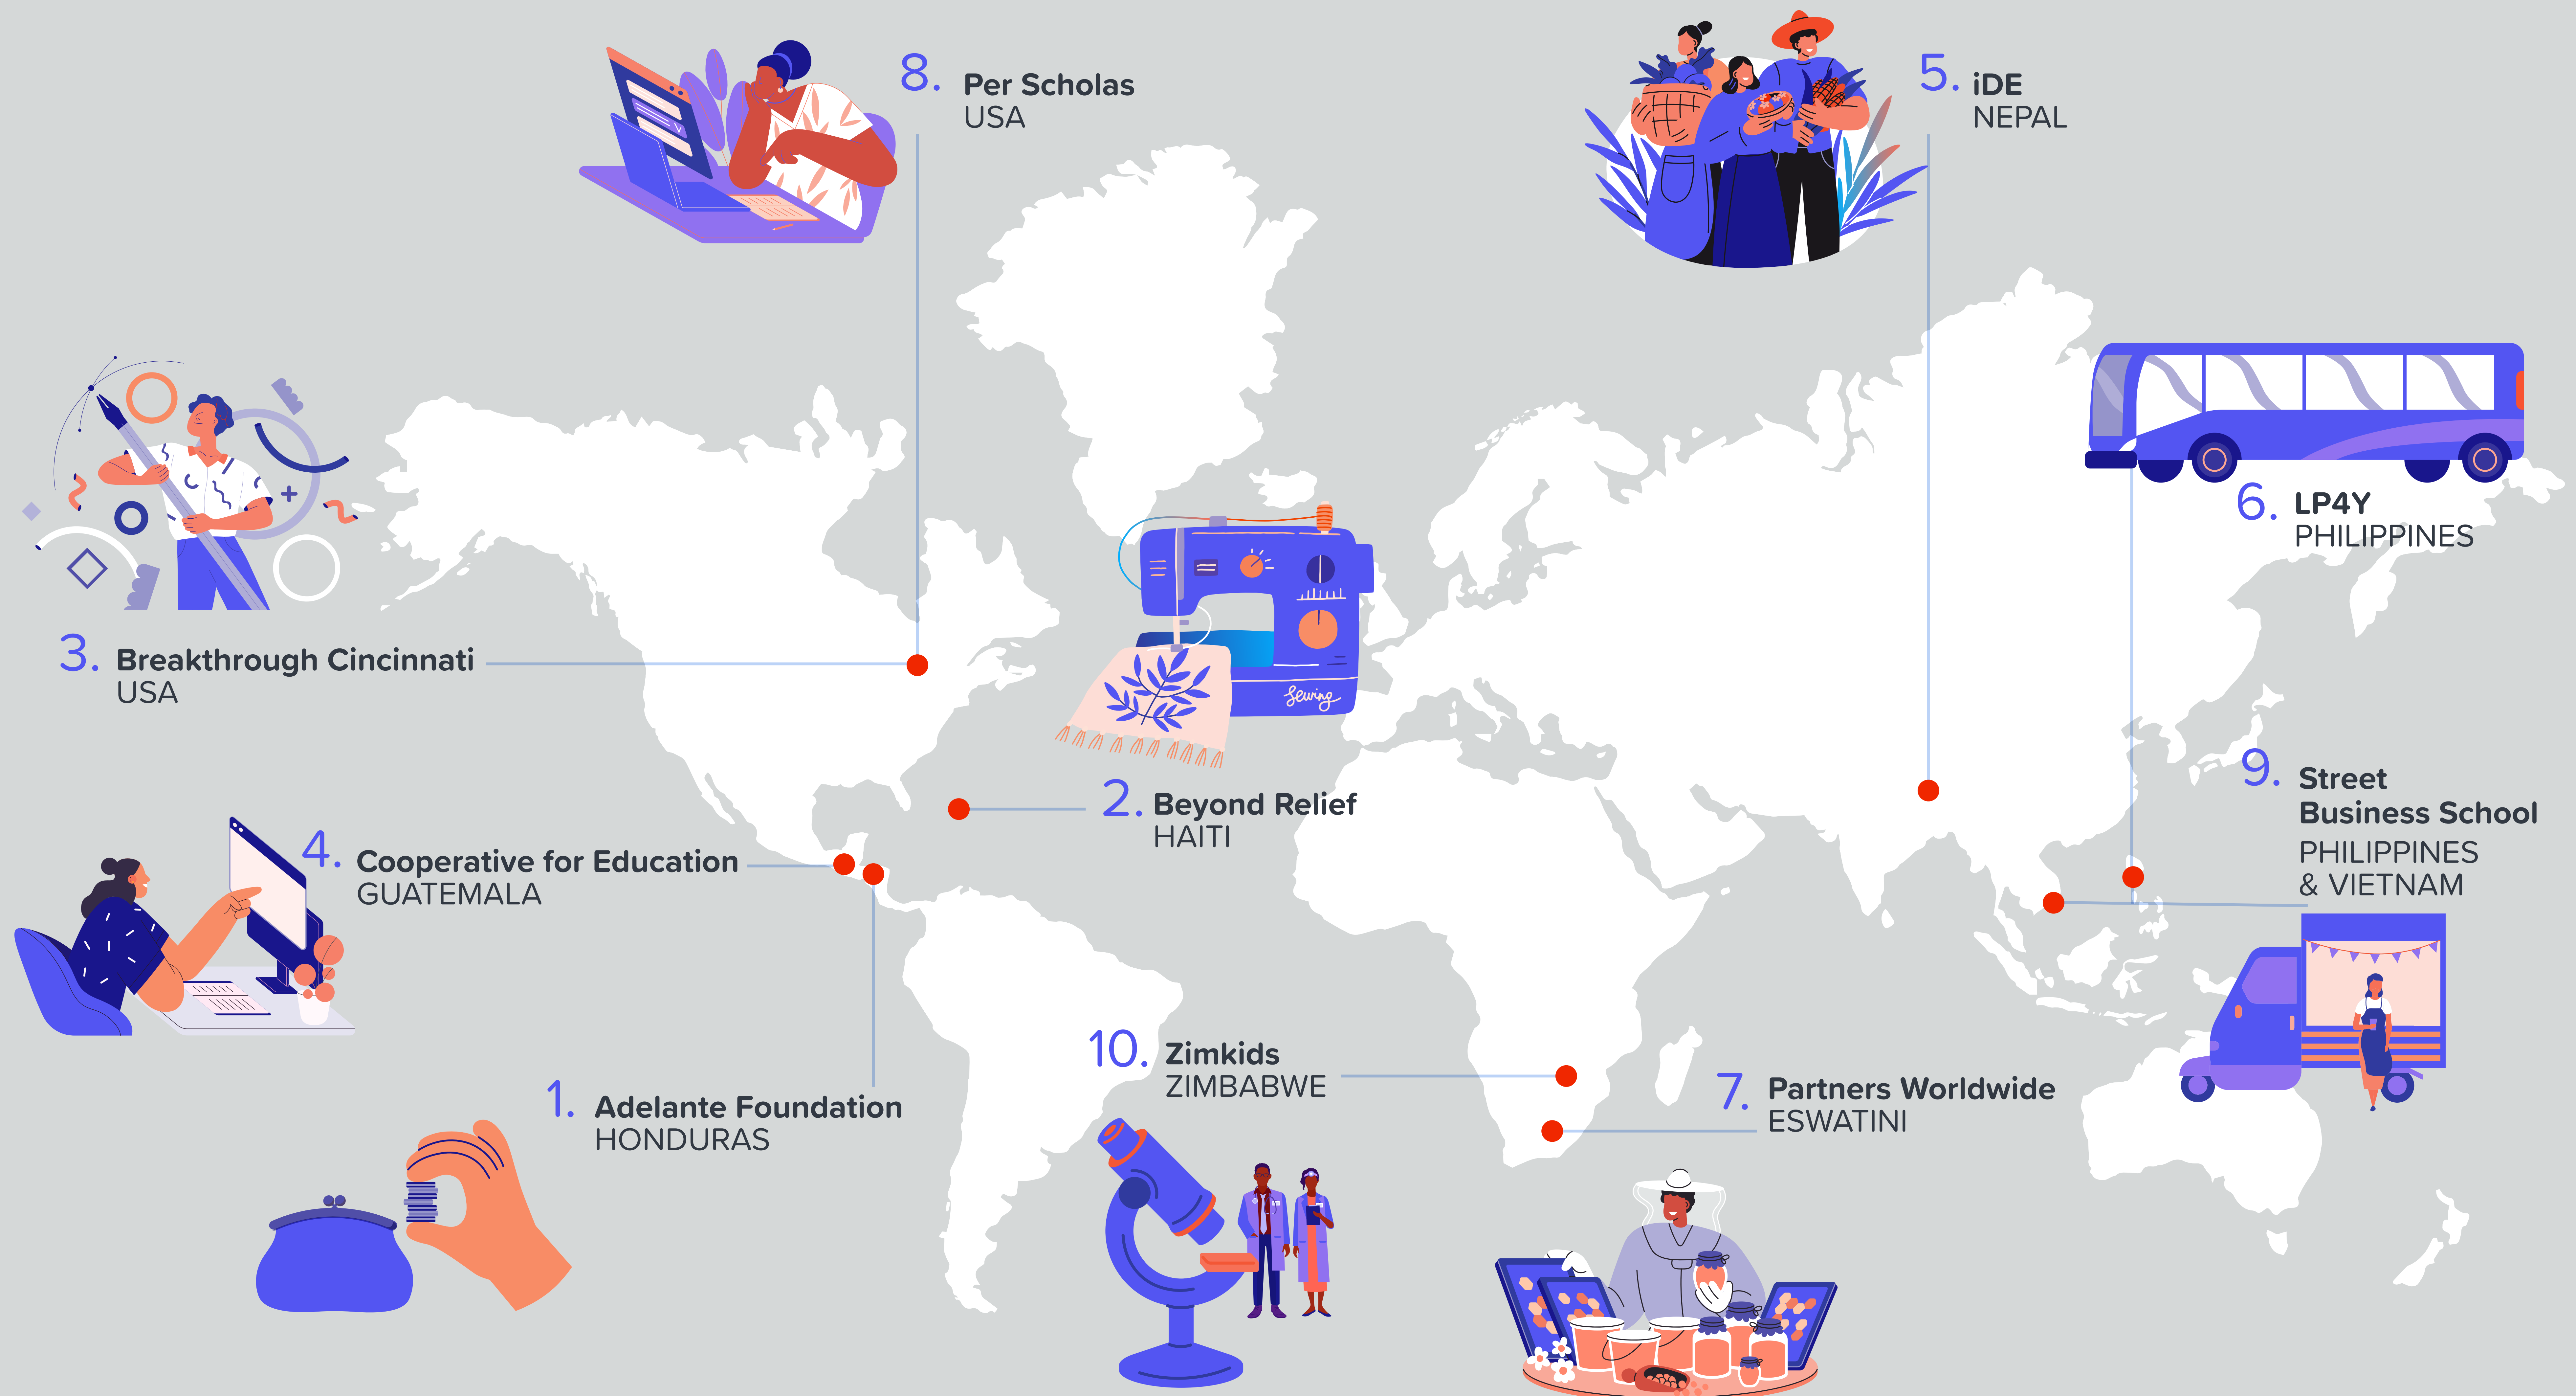 8. Per Scholas
USA
5. iDE
NEPAL
6. LP4Y
PHILIPPINES
3. Breakthrough Cincinnati
USA
Sewing
2. Beyond Relief
HAITI
9. Street
Business School
PHILIPPINES
& VIETNAM
4. Cooperative for Education
GUATEMALA
10. Zimkids
ZIMBABWE
7. Partners Worldwide
ESWATINI
1. Adelante Foundation
HONDURAS